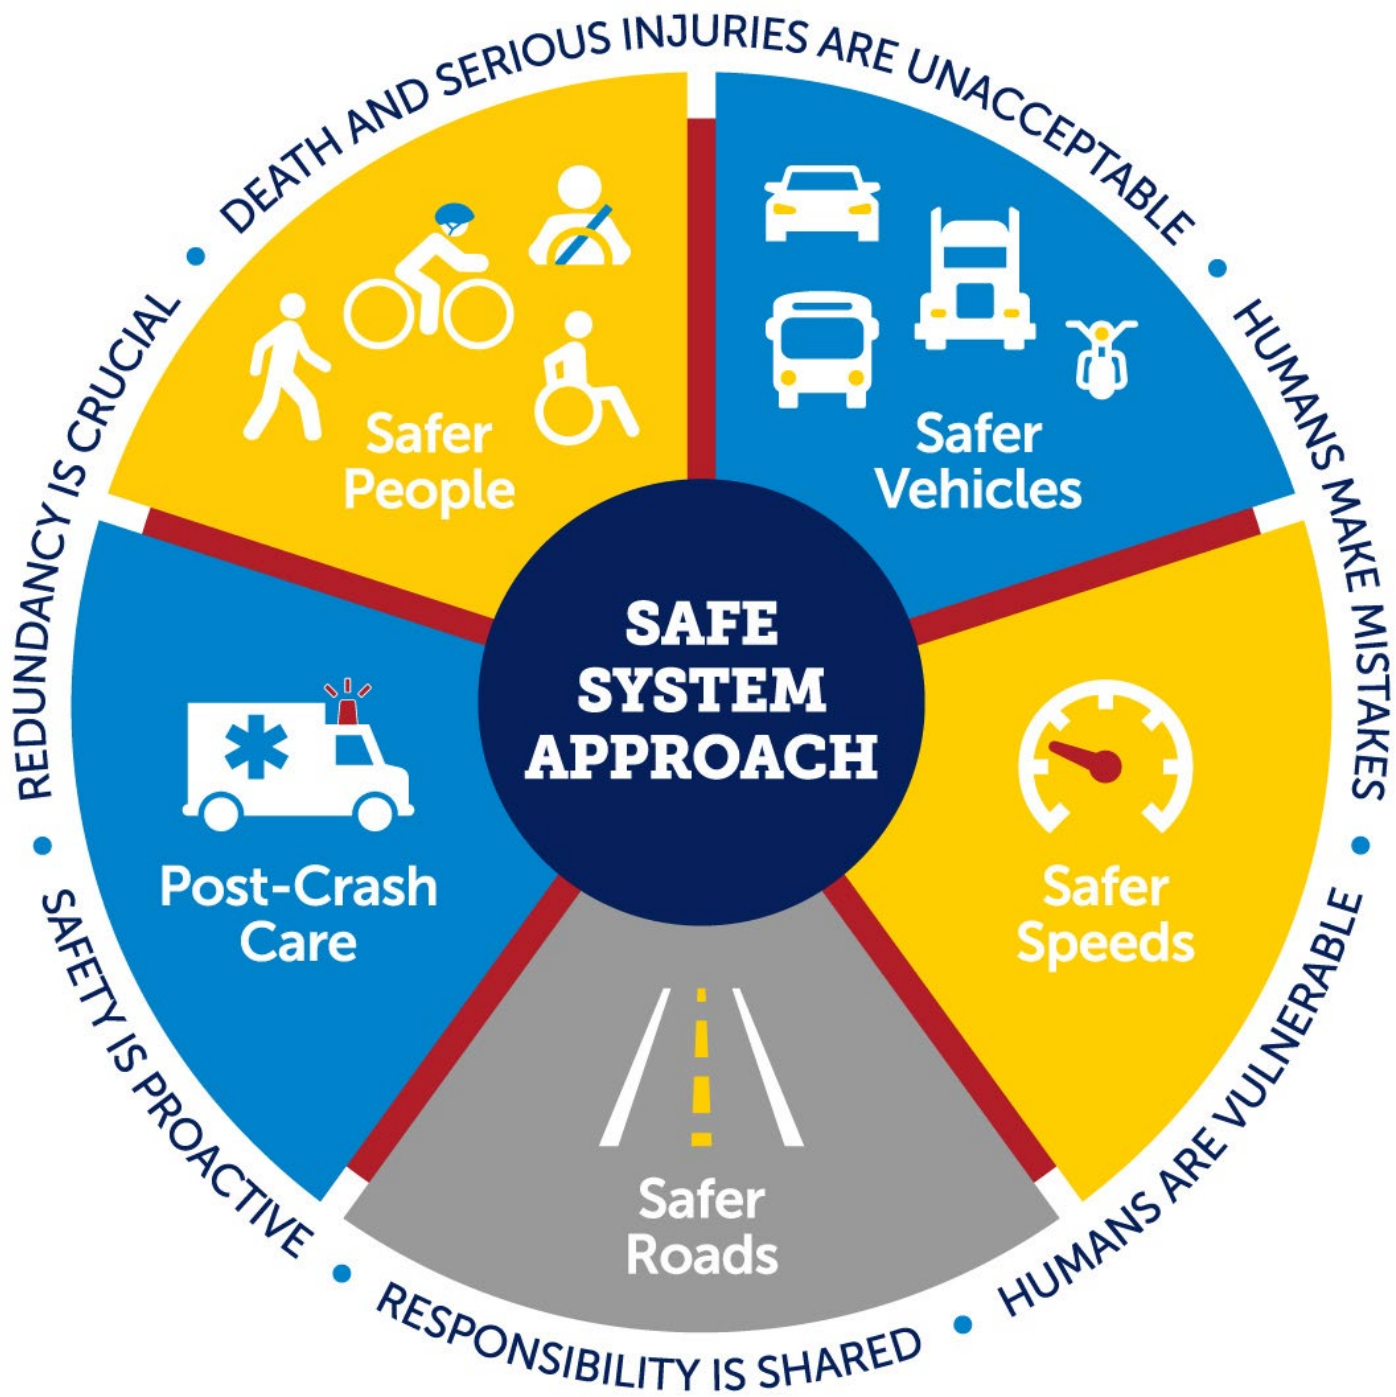 DEATH AND SERIOUS INJURIES ARE UNACCEPTABLE
HUMANS MAKE MISTAKES
HUMANS ARE VULNERABLE
RESPONSIBILITY IS SHARED
SAFETY IS PROACTIVE
REDUNDANCY IS CRUCIAL
Safer
People
Safer
Vehicles
SAFE
SYSTEM
APPROACH
Post-Crash
Care
Safer
Speeds
Safer
Roads